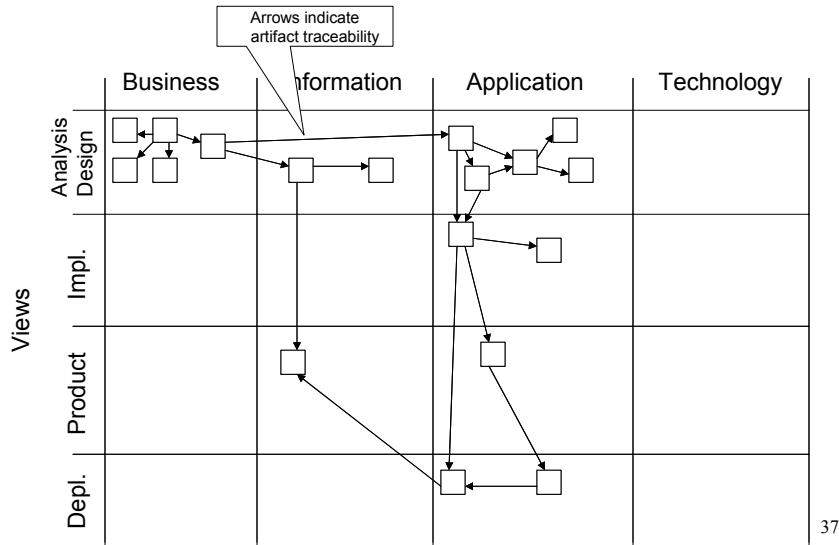 Arrows indicate
artifact traceability
Business
nformation
Application
Technology
Analysis
Design
Impl.
Views
Product
Depl.
37